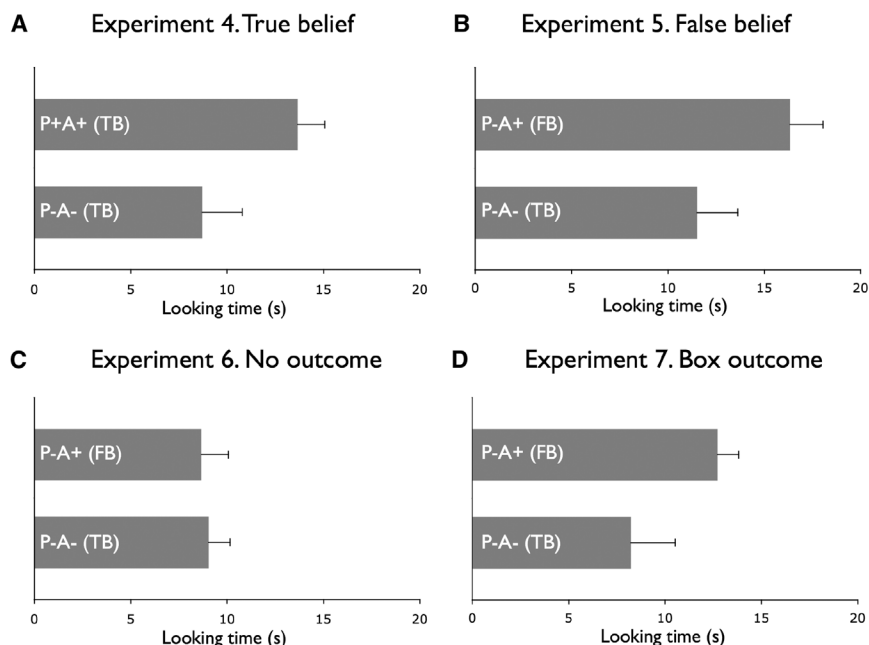 A Experiment 4. True belief
P+A+ (TB)
P-A- (TB)
0 5 10 15 20
Looking time (s)
B Experiment 5. False belief
P-A+ (FB)
P-A- (TB)
0 5 10 15 20
Looking time (s)
C Experiment 6. No outcome
P-A+ (FB)
P-A- (TB)
0 5 10 15 20
Looking time (s)
D Experiment 7. Box outcome
P-A+ (FB)
P-A- (TB)
0 5 10 15 20
Looking time (s)